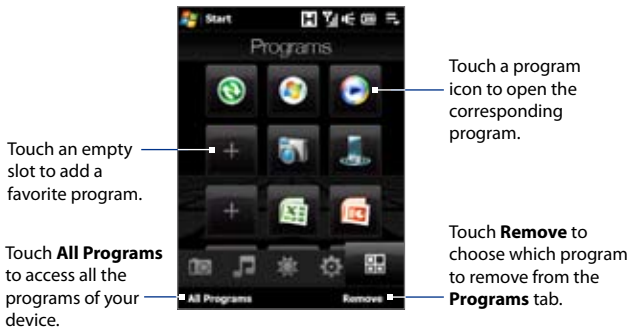 Start
Programs
Touch a program
icon to open the
corresponding
program.
Touch an empty
slot to add a
favorite program.
Touch All Programs
to access all the
programs of your
device.
Touch Remove to
choose which program
to remove from the
Programs tab.
All Programs
Remove